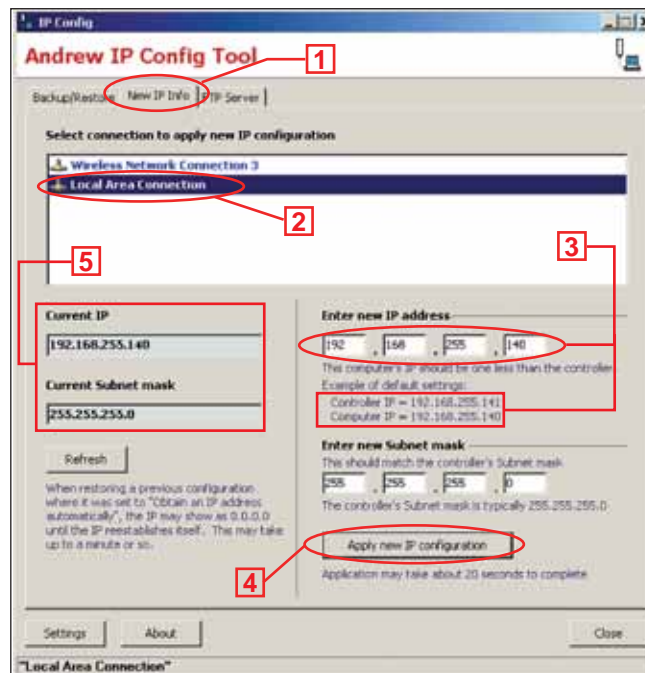 IP Config
Andrew IP Config Tool
1
Backup/Restore New IP Info FTP Server
Select connection to apply new IP configuration
Wireless Network Connection 3
Local Area Connection
2
3
5
Current IP
192.168.255.140
Current Subnet mask
255.255.255.0
Refresh
When restoring a previous configuration
where it was set to "Obtain an IP address
automatically", the IP may show as 0.0.0.0
until the IP reestablishes itself. This may take
up to a minute or so.
Enter new IP address
192 . 168 . 255 . 140
This computer's IP should be one less than the controller
Example of default settings:
Controller IP = 192.168.255.141
Computer IP = 192.168.255.140
Enter new Subnet mask
This should match the controller's Subnet mask
255 . 255 . 255 . 0
The controller's Subnet mask is typically 255.255.255.0
4
Apply new IP configuration
Application may take about 20 seconds to complete
Settings About Close
"Local Area Connection"